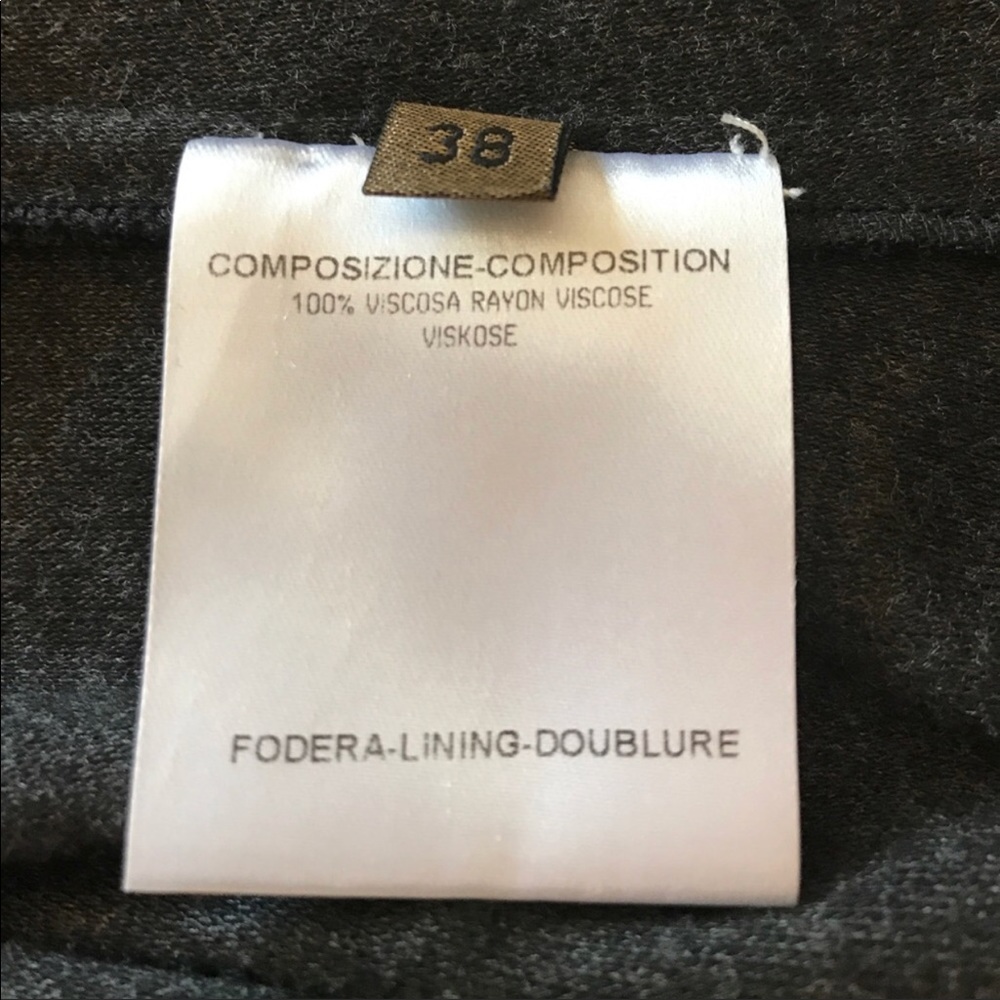 38
COMPOSIZIONE-COMPOSITION
100% VISCOSA RAYON VISCOSE
VISKOSE
FODERA-LINING-DOUBLURE